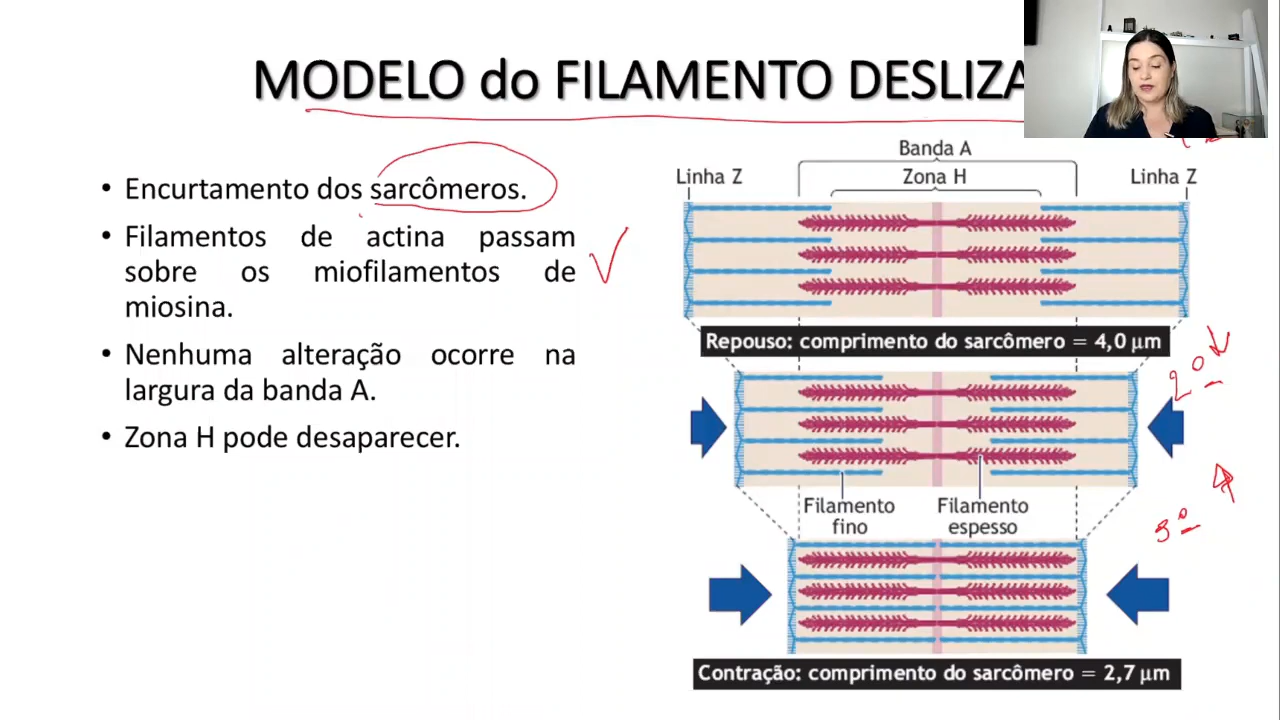 MODELO do FILAMENTO DESLIZA
• Encurtamento dos sarcômeros.
• Filamentos de actina passam
sobre os miofilamentos de
miosina.
• Nenhuma alteração ocorre na
largura da banda A.
• Zona H pode desaparecer.
Banda A
Linha Z
Zona H
Linha Z
Repouso: comprimento do sarcômero = 4,0 μm
2º
Filamento
fino
Filamento
espesso
3º
Contração: comprimento do sarcômero = 2,7 μm